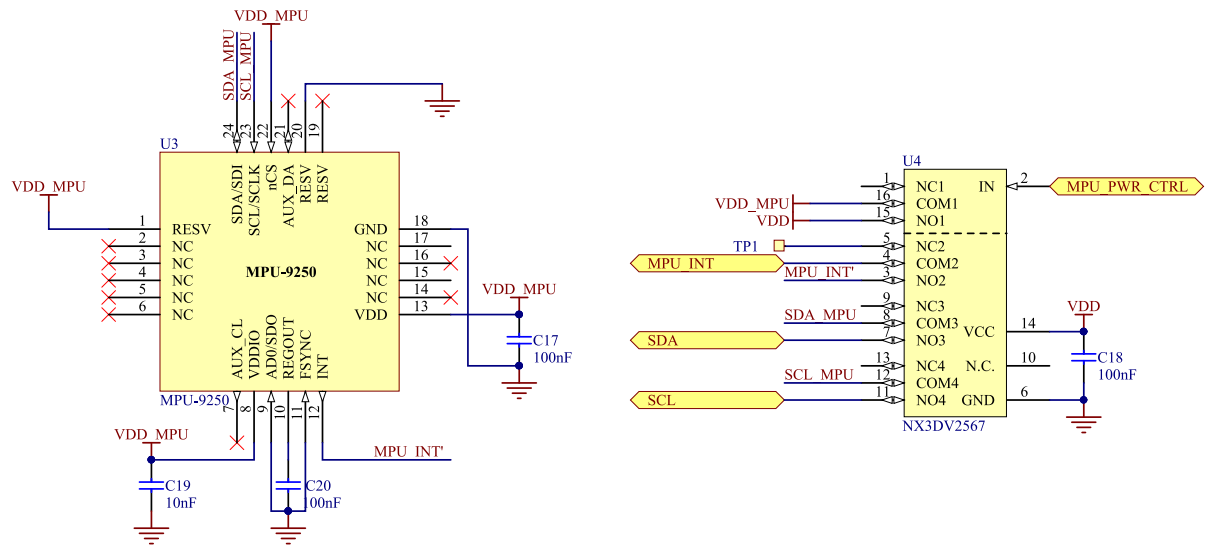 VDD_MPU
SDA_MPU
SCL_MPU
24
23
22
21
20
19
U3
SDA/SDI
SCL/SCLK
nCS
AUX_DA
RESV
RESV
VDD_MPU
1
RESV
2
NC
3
NC
4
NC
5
NC
6
NC
MPU-9250
GND
18
NC
17
NC
16
NC
15
NC
14
VDD
13
VDD_MPU
C17
100nF
AUX_CL
VDDIO
AD0/SDO
REGOUT
FSYNC
INT
MPU-9250
7
8
9
10
11
12
VDD_MPU
C19
10nF
C20
100nF
MPU_INT'
U4
1
NC1
16
COM1
15
NO1
VDD_MPU
VDD
IN
2
MPU_PWR_CTRL
TP1
5
NC2
MPU_INT
4
COM2
MPU_INT'
3
NO2
9
NC3
SDA_MPU
8
COM3
SDA
7
NO3
13
NC4
SCL_MPU
12
COM4
SCL
11
NO4
VCC
14
N.C.
10
GND
6
VDD
C18
100nF
NX3DV2567